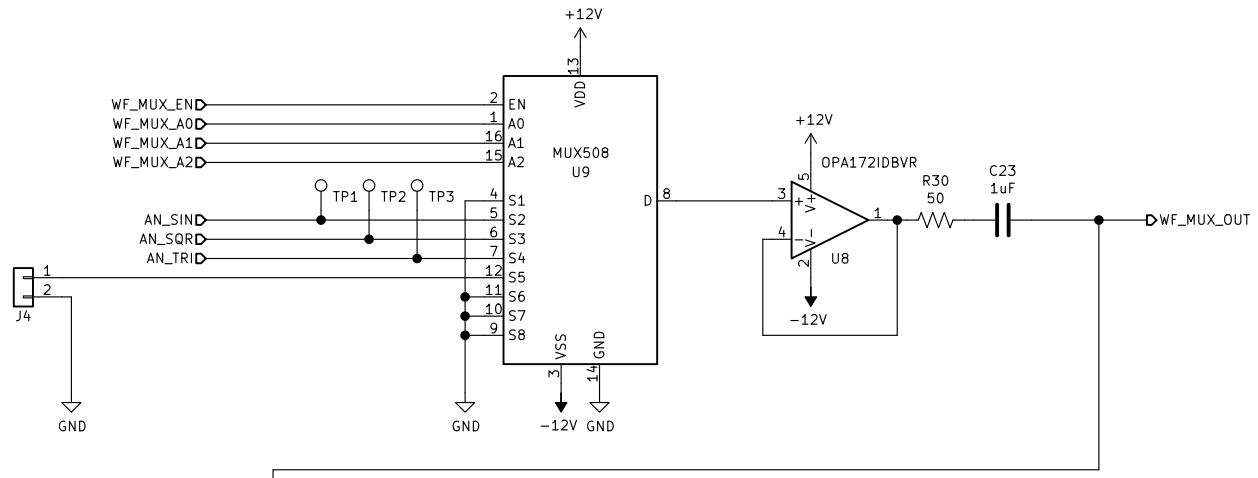 +12V
13
VDD
WF_MUX_EN
2
EN
WF_MUX_A0
1
A0
WF_MUX_A1
16
A1
WF_MUX_A2
15
A2
MUX508
U9
+12V
OPA172IDBVR
5
V+
R30
50
C23
1uF
TP1
TP2
TP3
4
S1
D
8
3
+
AN_SIN
5
S2
1
WF_MUX_OUT
AN_SQR
6
S3
4
−
V-
AN_TRI
7
S4
2
U8
1
12
S5
2
11
S6
J4
10
S7
-12V
9
S8
VSS
GND
3
14
GND
GND
-12V
GND